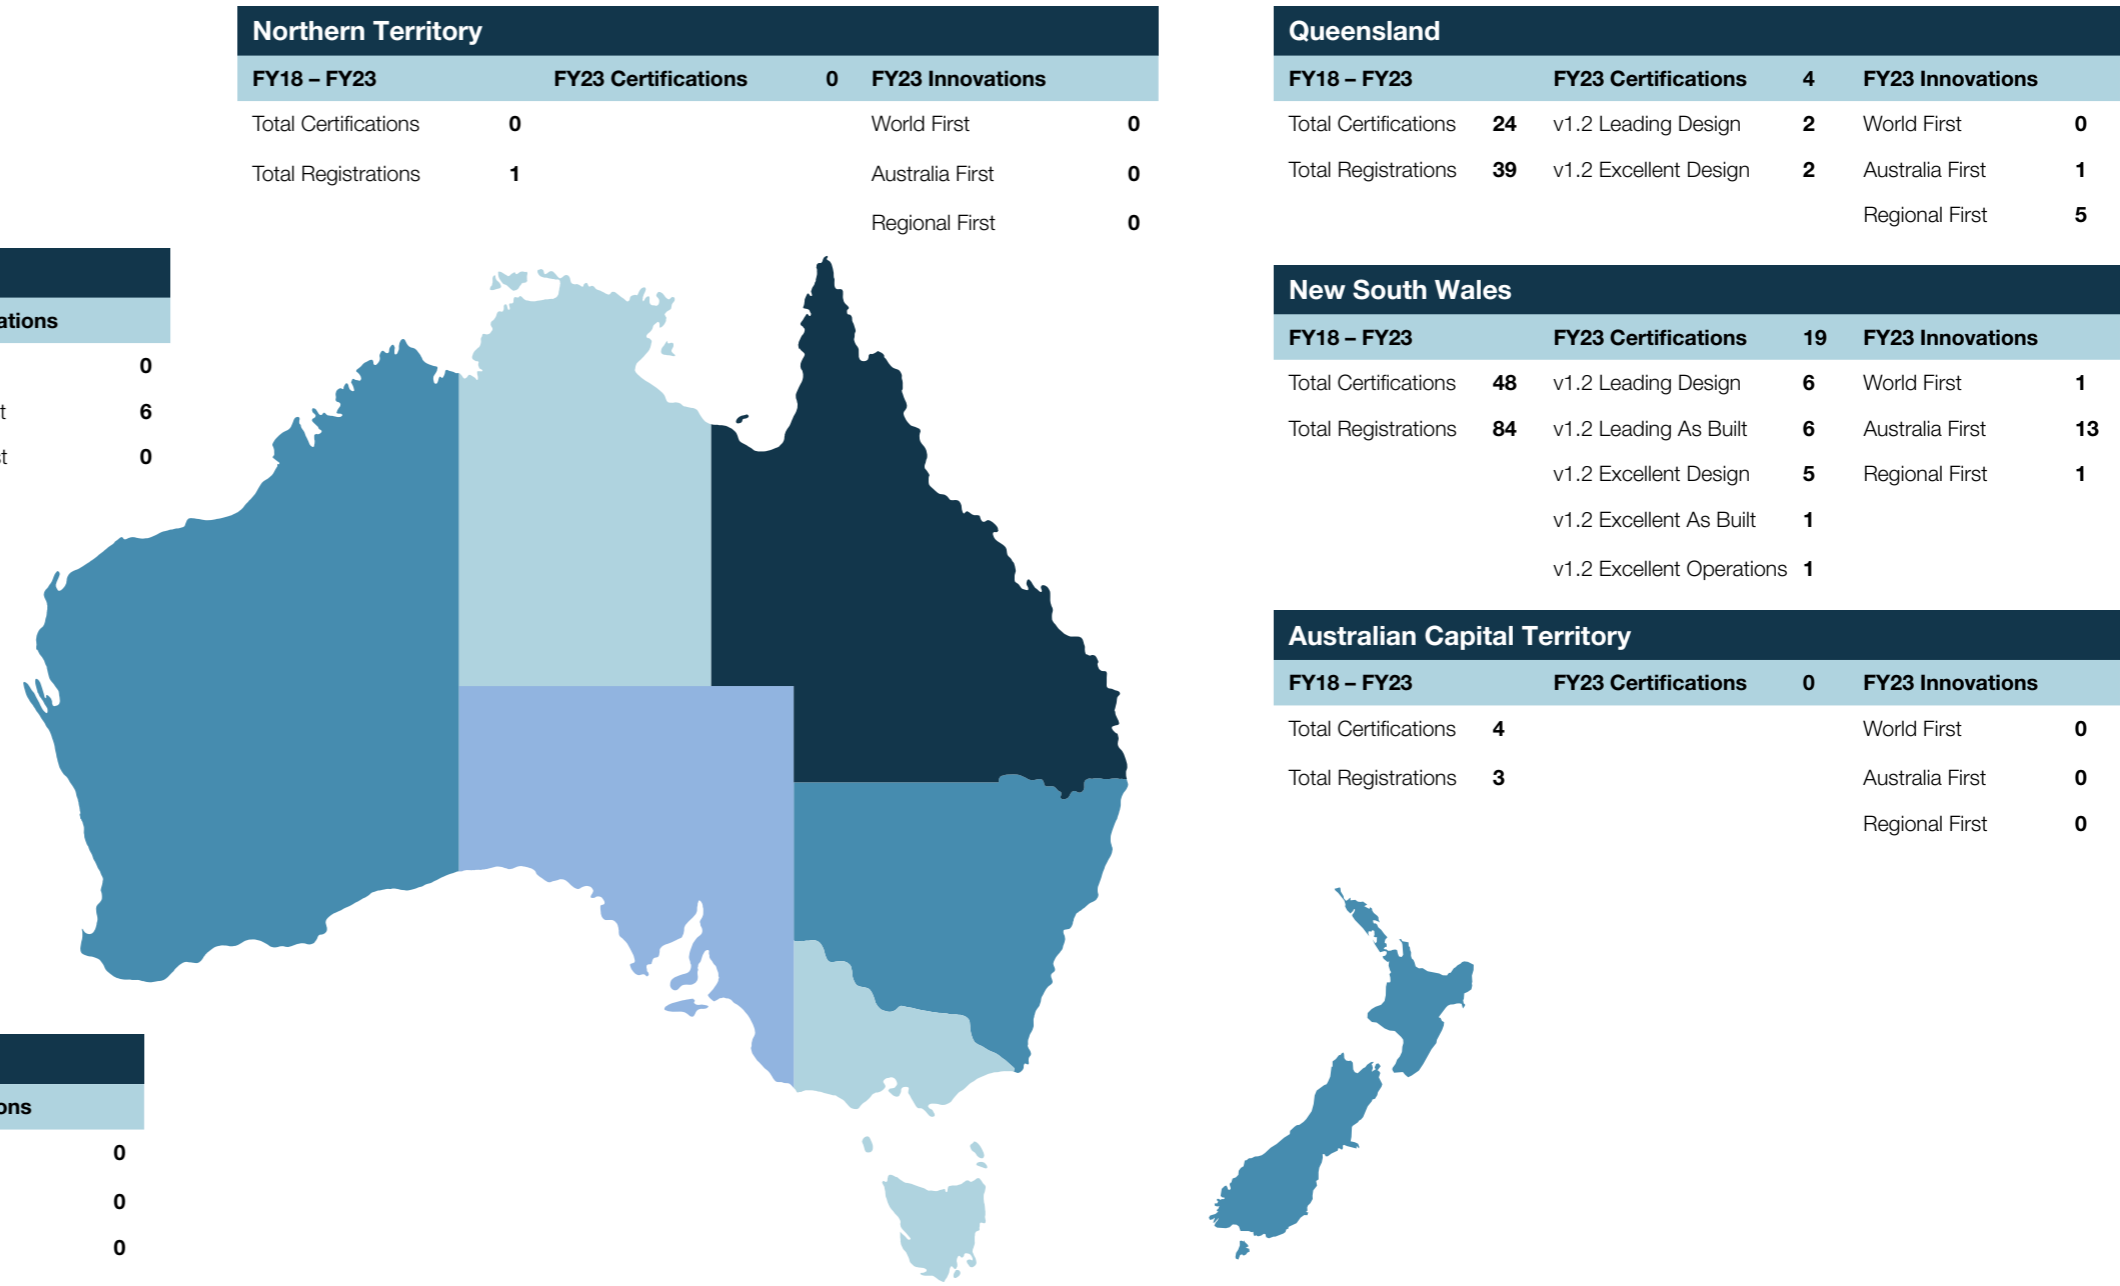 Northern Territory
FY18 – FY23 FY23 Certifications 0 FY23 Innovations
Total Certifications 0 World First 0
Total Registrations 1 Australia First 0
Regional First 0
Queensland
FY18 – FY23 FY23 Certifications 4 FY23 Innovations
Total Certifications 24 v1.2 Leading Design 2 World First 0
Total Registrations 39 v1.2 Excellent Design 2 Australia First 1
Regional First 5
ations
0
t 6
t 0
New South Wales
FY18 – FY23 FY23 Certifications 19 FY23 Innovations
Total Certifications 48 v1.2 Leading Design 6 World First 1
Total Registrations 84 v1.2 Leading As Built 6 Australia First 13
v1.2 Excellent Design 5 Regional First 1
v1.2 Excellent As Built 1
v1.2 Excellent Operations 1
Australian Capital Territory
FY18 – FY23 FY23 Certifications 0 FY23 Innovations
Total Certifications 4 World First 0
Total Registrations 3 Australia First 0
Regional First 0
ons
0
0
0